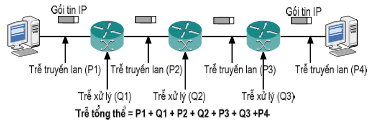 Gói tin IP
Gói tin IP
Trễ truyền lan (P1)
Trễ truyền lan (P2)
Trễ truyền lan (P3)
Trễ truyền lan (P4)
Trễ xử lý (Q1)
Trễ xử lý (Q2)
Trễ xử lý (Q3)
Trễ tổng thể = P1 + Q1 + P2 + Q2 + P3 + Q3 +P4